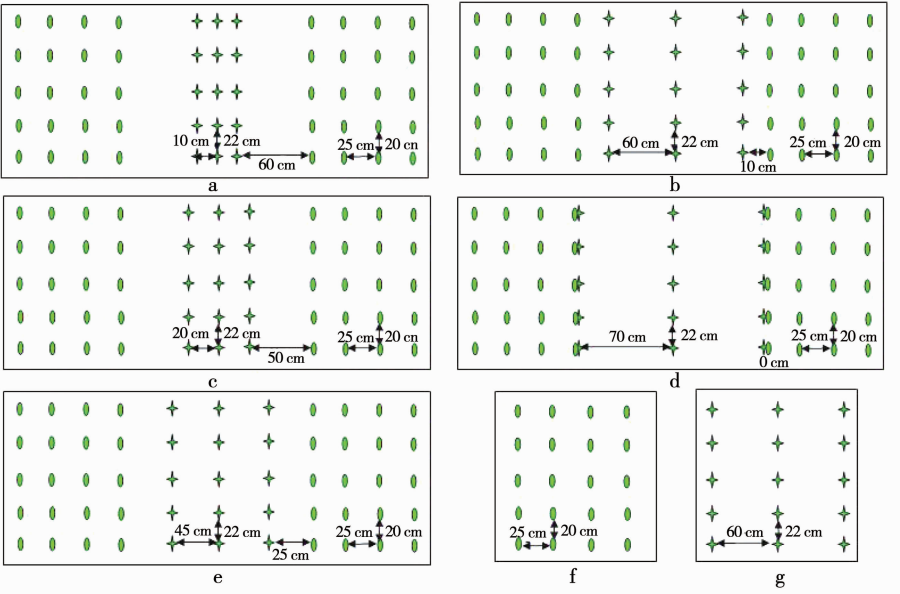 10 cm 22 cm 25 cm 20 cn
60 cm
a
60 cm 22 cm 25 cm 20 cm
10 cm
b
20 cm 22 cm 25 cm 20 cn
50 cm
c
70 cm 22 cm 25 cm 20 cm
0 cm
d
45 cm 22 cm 25 cm 20 cm
25 cm
e
25 cm 20 cm
f
60 cm 22 cm
g